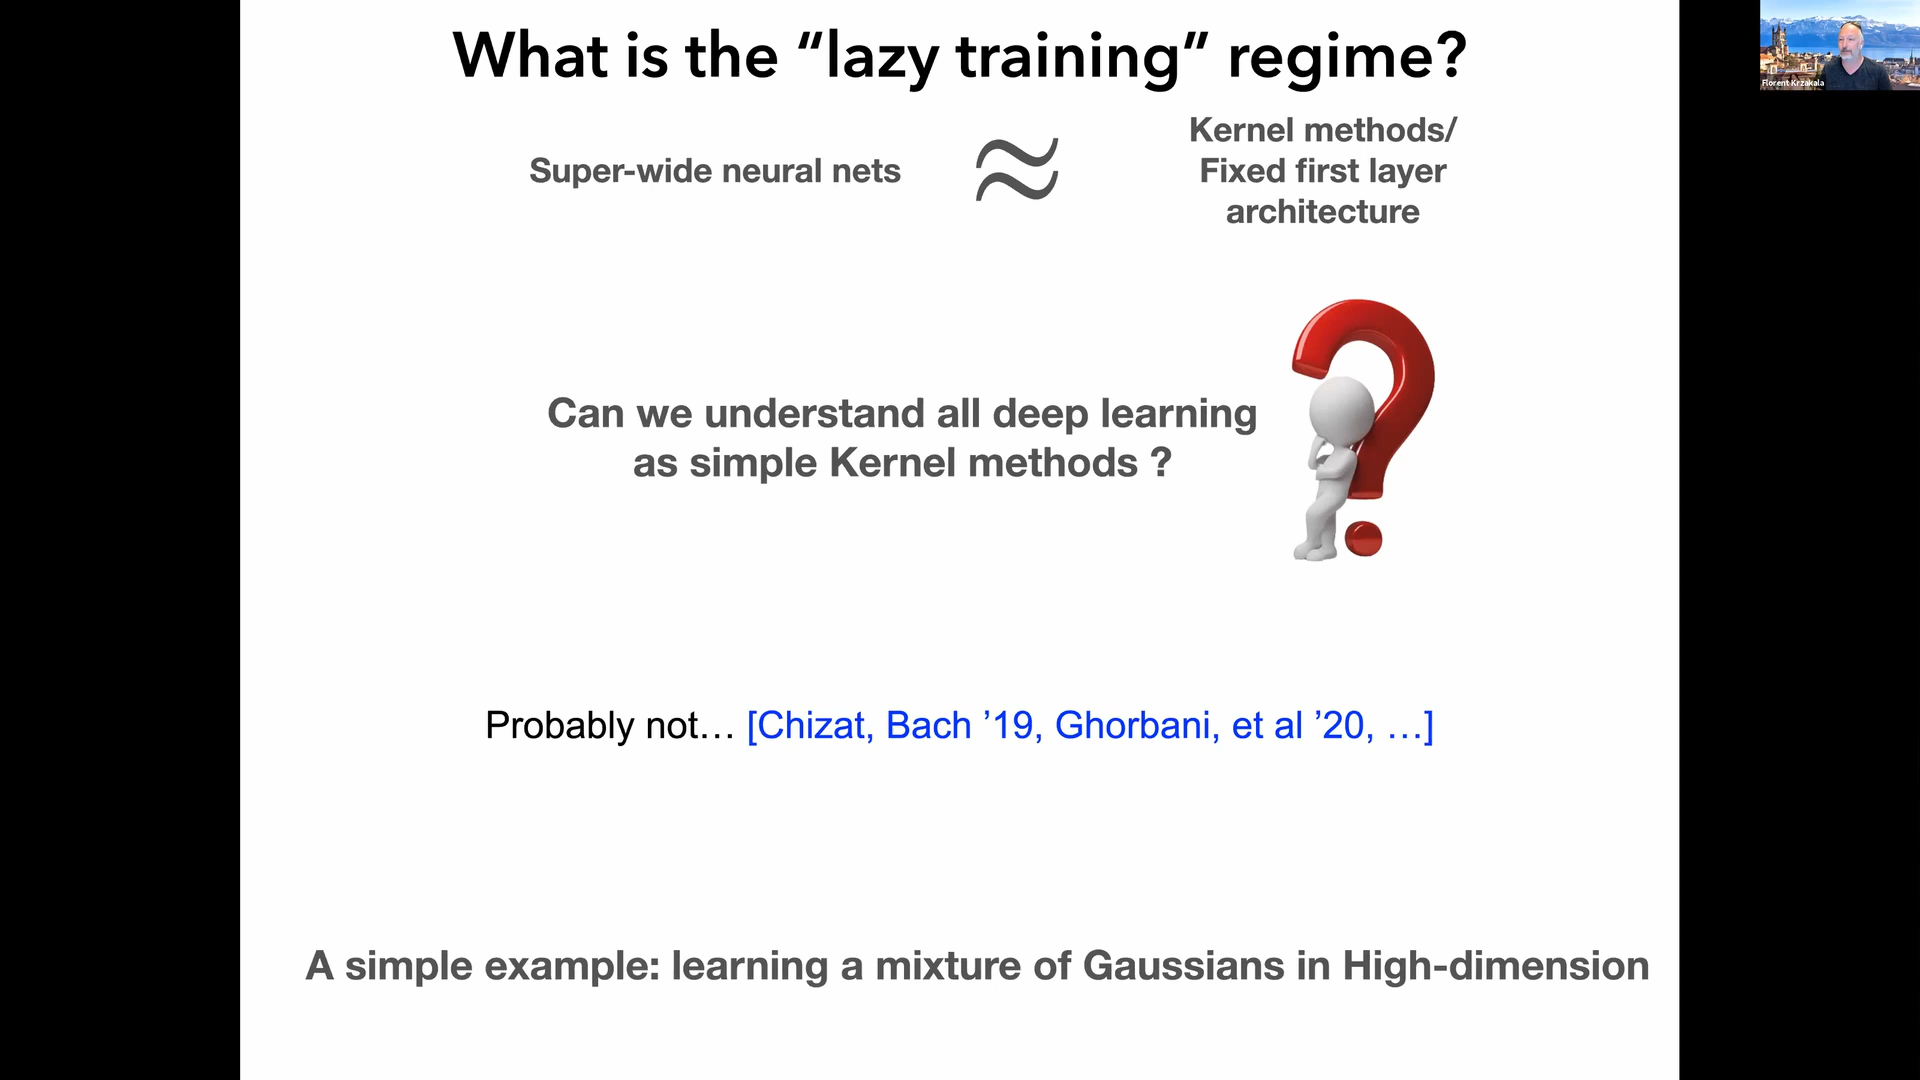 What is the “lazy training” regime?
Super-wide neural nets
≈
Kernel methods/
Fixed first layer
architecture
Can we understand all deep learning
as simple Kernel methods ?
Probably not… [Chizat, Bach ’19, Ghorbani, et al ’20, …]
A simple example: learning a mixture of Gaussians in High-dimension
Florent Krzakala